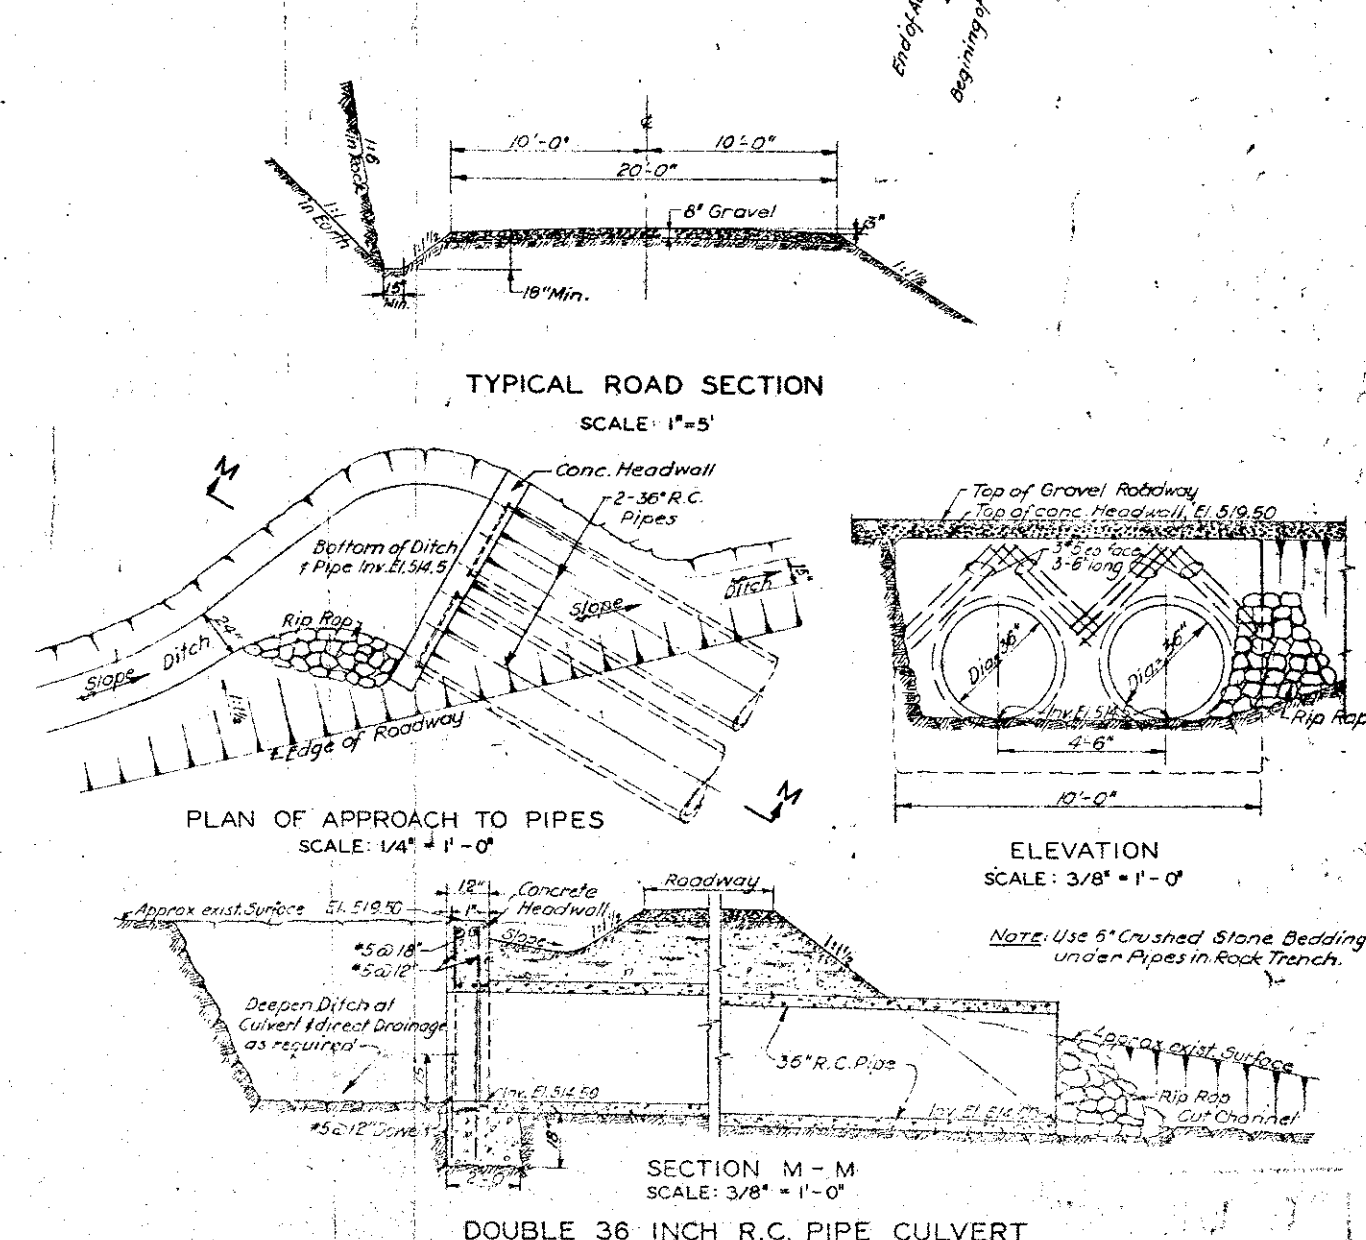 End of
Begining of
℄
10'-0" 10'-0"
20'-0"
8" Gravel
3"
1:6
in Rock
1:1
in Earth
1:1½
1:1½
15"
Min.
18" Min.
TYPICAL ROAD SECTION
SCALE: 1"=5'
M
Conc. Headwall
2-36" R.C.
Pipes
Bottom of Ditch
& Pipe Inv. El. 514.5
Slope
Ditch
15"
Rip Rap
24"
Slope Ditch
1:1½
Edge of Roadway
M
PLAN OF APPROACH TO PIPES
SCALE: 1/4" = 1'-0"
Top of Gravel Roadway
Top of conc. Headwall, El. 519.50
3#5 ea face
3'-6" long
Dia.=36"
Dia.=36"
Inv. El. 514.
Rip Rap
4'-6"
10'-0"
ELEVATION
SCALE: 3/8" = 1'-0"
NOTE: Use 6" Crushed Stone Bedding
under Pipes in Rock Trench.
12"
Concrete
Headwall
Roadway
Approx exist. Surface El. 519.50
1"
1:1½
Slope
1:1½
#5@18"
#5@12"
Deepen Ditch at
Culvert & direct Drainage
as required
15"
36" R.C. Pipe
Approx exist. Surface
Inv. El. 514.50
Rip Rap
Cut Channel
#5@12" Dowels
18"
2'-0"
SECTION M-M
SCALE: 3/8" = 1'-0"
DOUBLE 36 INCH R.C. PIPE CULVERT